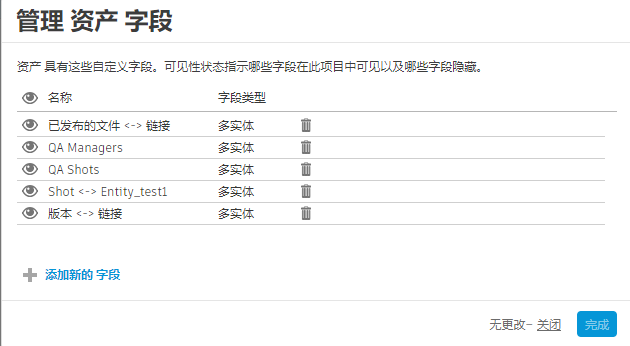 管理 资产 字段
资产 具有这些自定义字段。可见性状态指示哪些字段在此项目中可见以及哪些字段隐藏。
名称 字段类型
已发布的文件 <-> 链接 多实体
QA Managers 多实体
QA Shots 多实体
Shot <-> Entity_test1 多实体
版本 <-> 链接 多实体
添加新的 字段
无更改– 关闭 完成